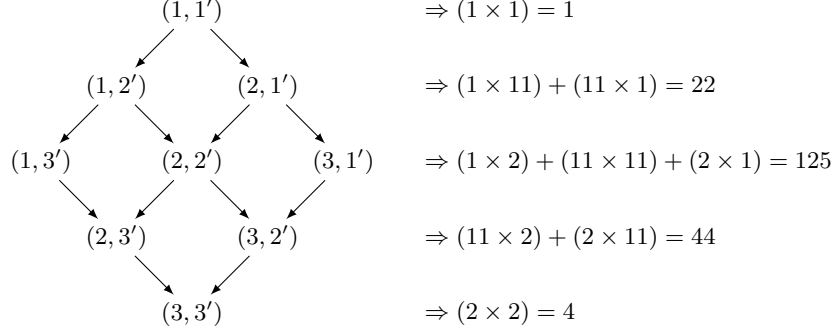 (1, 1′) ⇒ (1 × 1) = 1
(1, 2′) (2, 1′) ⇒ (1 × 11) + (11 × 1) = 22
(1, 3′) (2, 2′) (3, 1′) ⇒ (1 × 2) + (11 × 11) + (2 × 1) = 125
(2, 3′) (3, 2′) ⇒ (11 × 2) + (2 × 11) = 44
(3, 3′) ⇒ (2 × 2) = 4